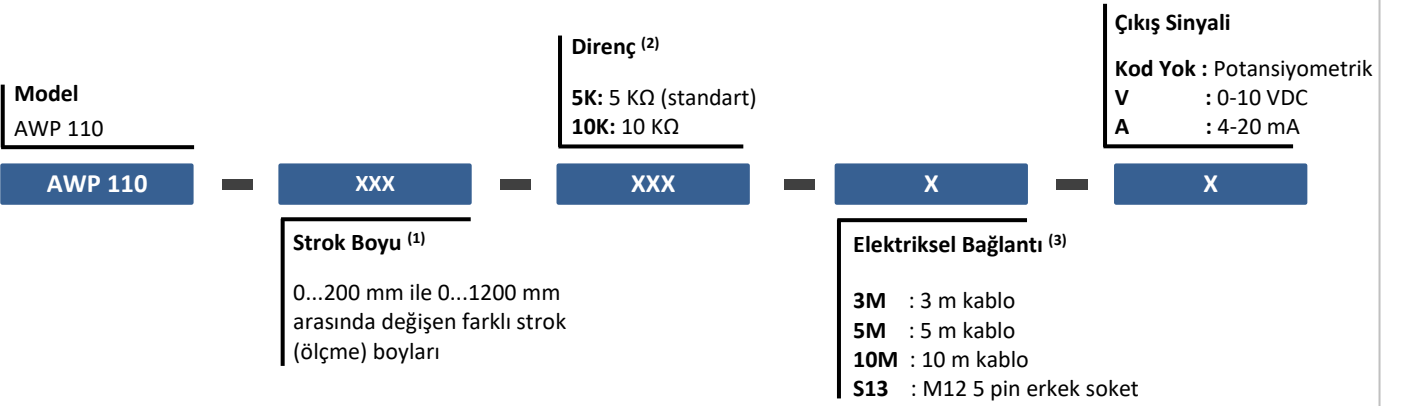 Model
AWP 110
Direnç (2)
5K: 5 KΩ (standart)
10K: 10 KΩ
Çıkış Sinyali
Kod Yok : Potansiyometrik
V : 0-10 VDC
A : 4-20 mA
AWP 110 XXX XXX X X
Strok Boyu (1)
0...200 mm ile 0...1200 mm
arasında değişen farklı strok
(ölçme) boyları
Elektriksel Bağlantı (3)
3M : 3 m kablo
5M : 5 m kablo
10M : 10 m kablo
S13 : M12 5 pin erkek soket